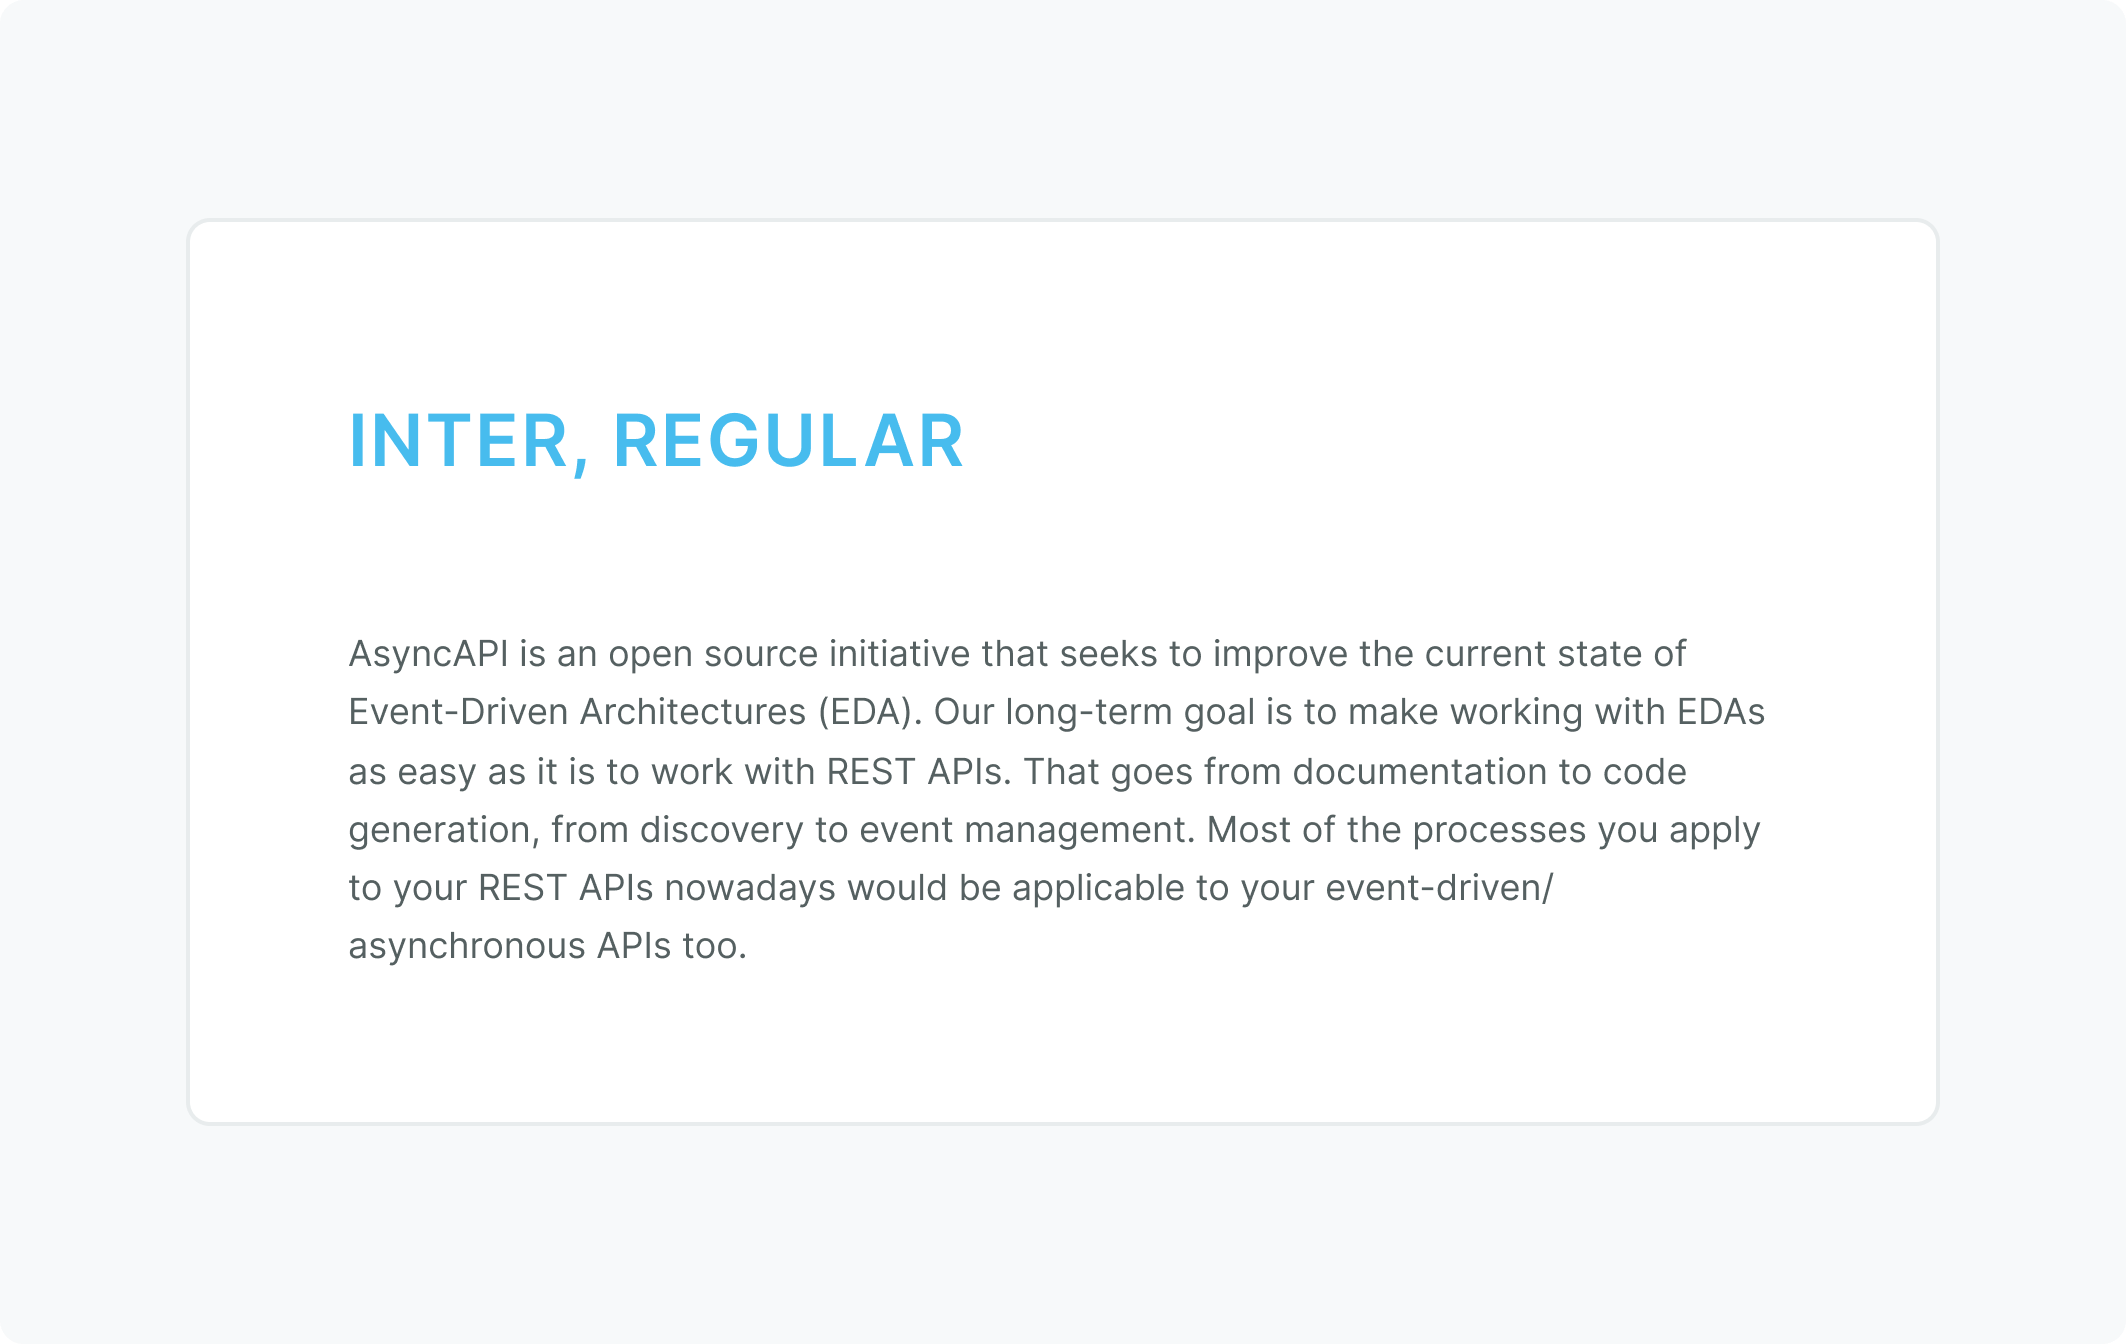 INTER, REGULAR
AsyncAPI is an open source initiative that seeks to improve the current state of
Event-Driven Architectures (EDA). Our long-term goal is to make working with EDAs
as easy as it is to work with REST APIs. That goes from documentation to code
generation, from discovery to event management. Most of the processes you apply
to your REST APIs nowadays would be applicable to your event-driven/
asynchronous APIs too.